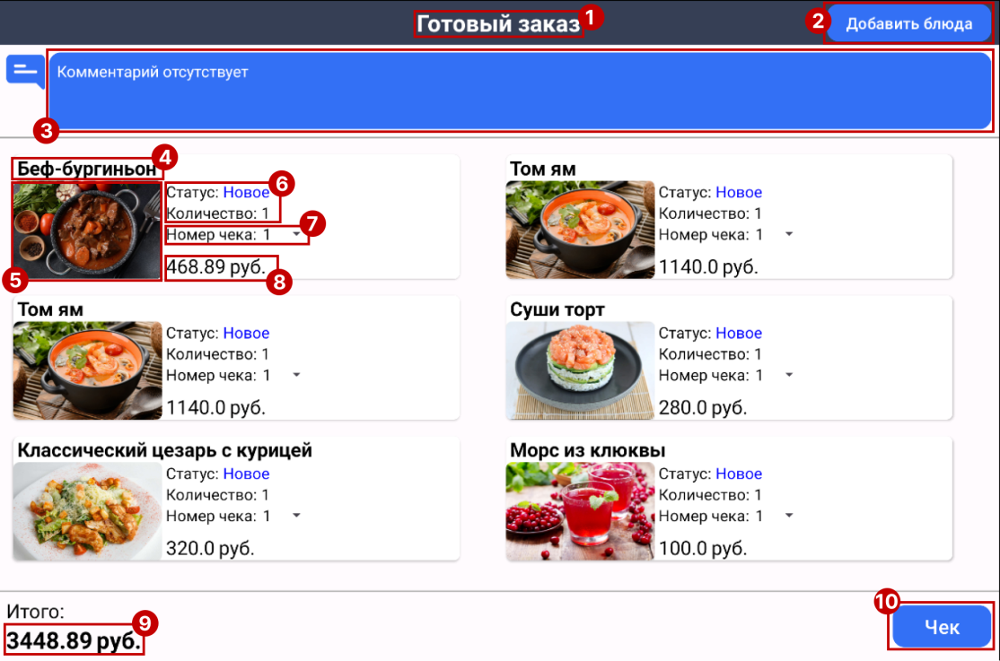 Готовый заказ
1
2
Добавить блюда
Комментарий отсутствует
3
Беф-бургиньон
4
Статус: Новое
6
Количество: 1
Номер чека: 1
7
5
468.89 руб.
8
Том ям
Статус: Новое
Количество: 1
Номер чека: 1
1140.0 руб.
Том ям
Статус: Новое
Количество: 1
Номер чека: 1
1140.0 руб.
Суши торт
Статус: Новое
Количество: 1
Номер чека: 1
280.0 руб.
Классический цезарь с курицей
Статус: Новое
Количество: 1
Номер чека: 1
320.0 руб.
Морс из клюквы
Статус: Новое
Количество: 1
Номер чека: 1
100.0 руб.
Итого:
9
3448.89 руб.
10
Чек